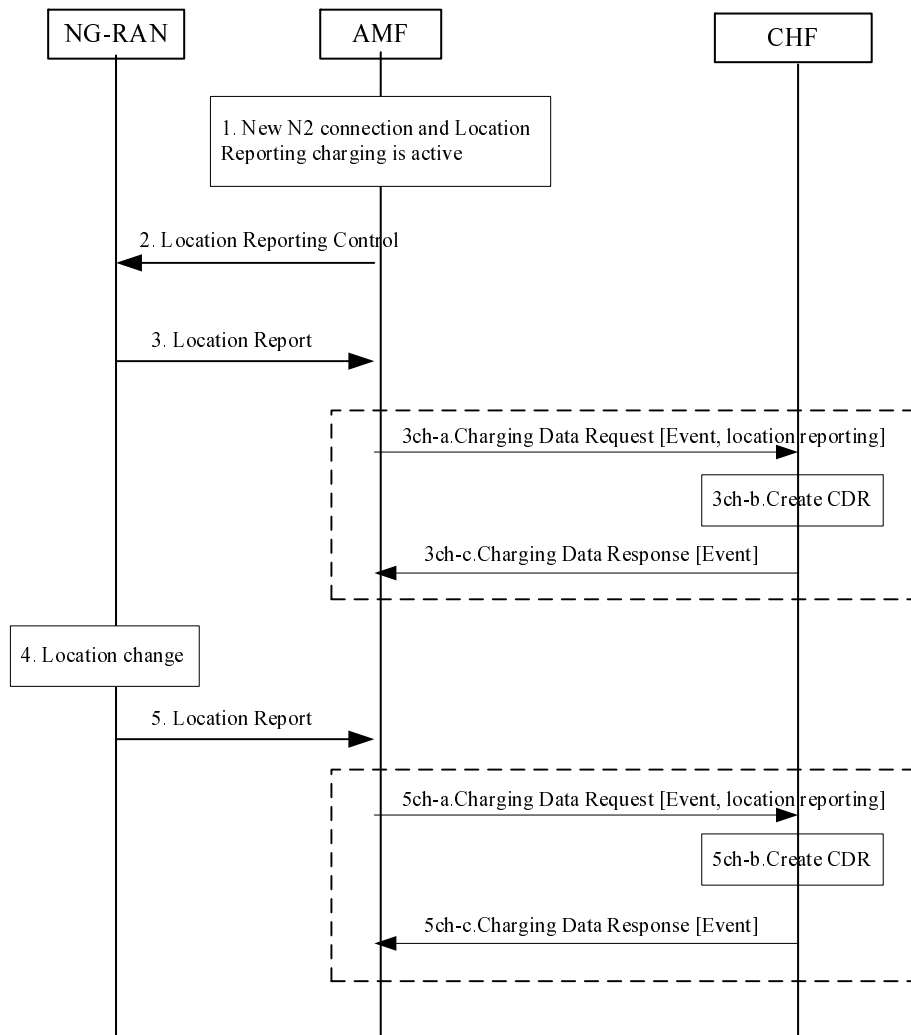 NG-RAN
AMF
CHF
1. New N2 connection and Location
Reporting charging is active
2. Location Reporting Control
3. Location Report
3ch-a.Charging Data Request [Event, location reporting]
3ch-b.Create CDR
3ch-c.Charging Data Response [Event]
4. Location change
5. Location Report
5ch-a.Charging Data Request [Event, location reporting]
5ch-b.Create CDR
5ch-c.Charging Data Response [Event]